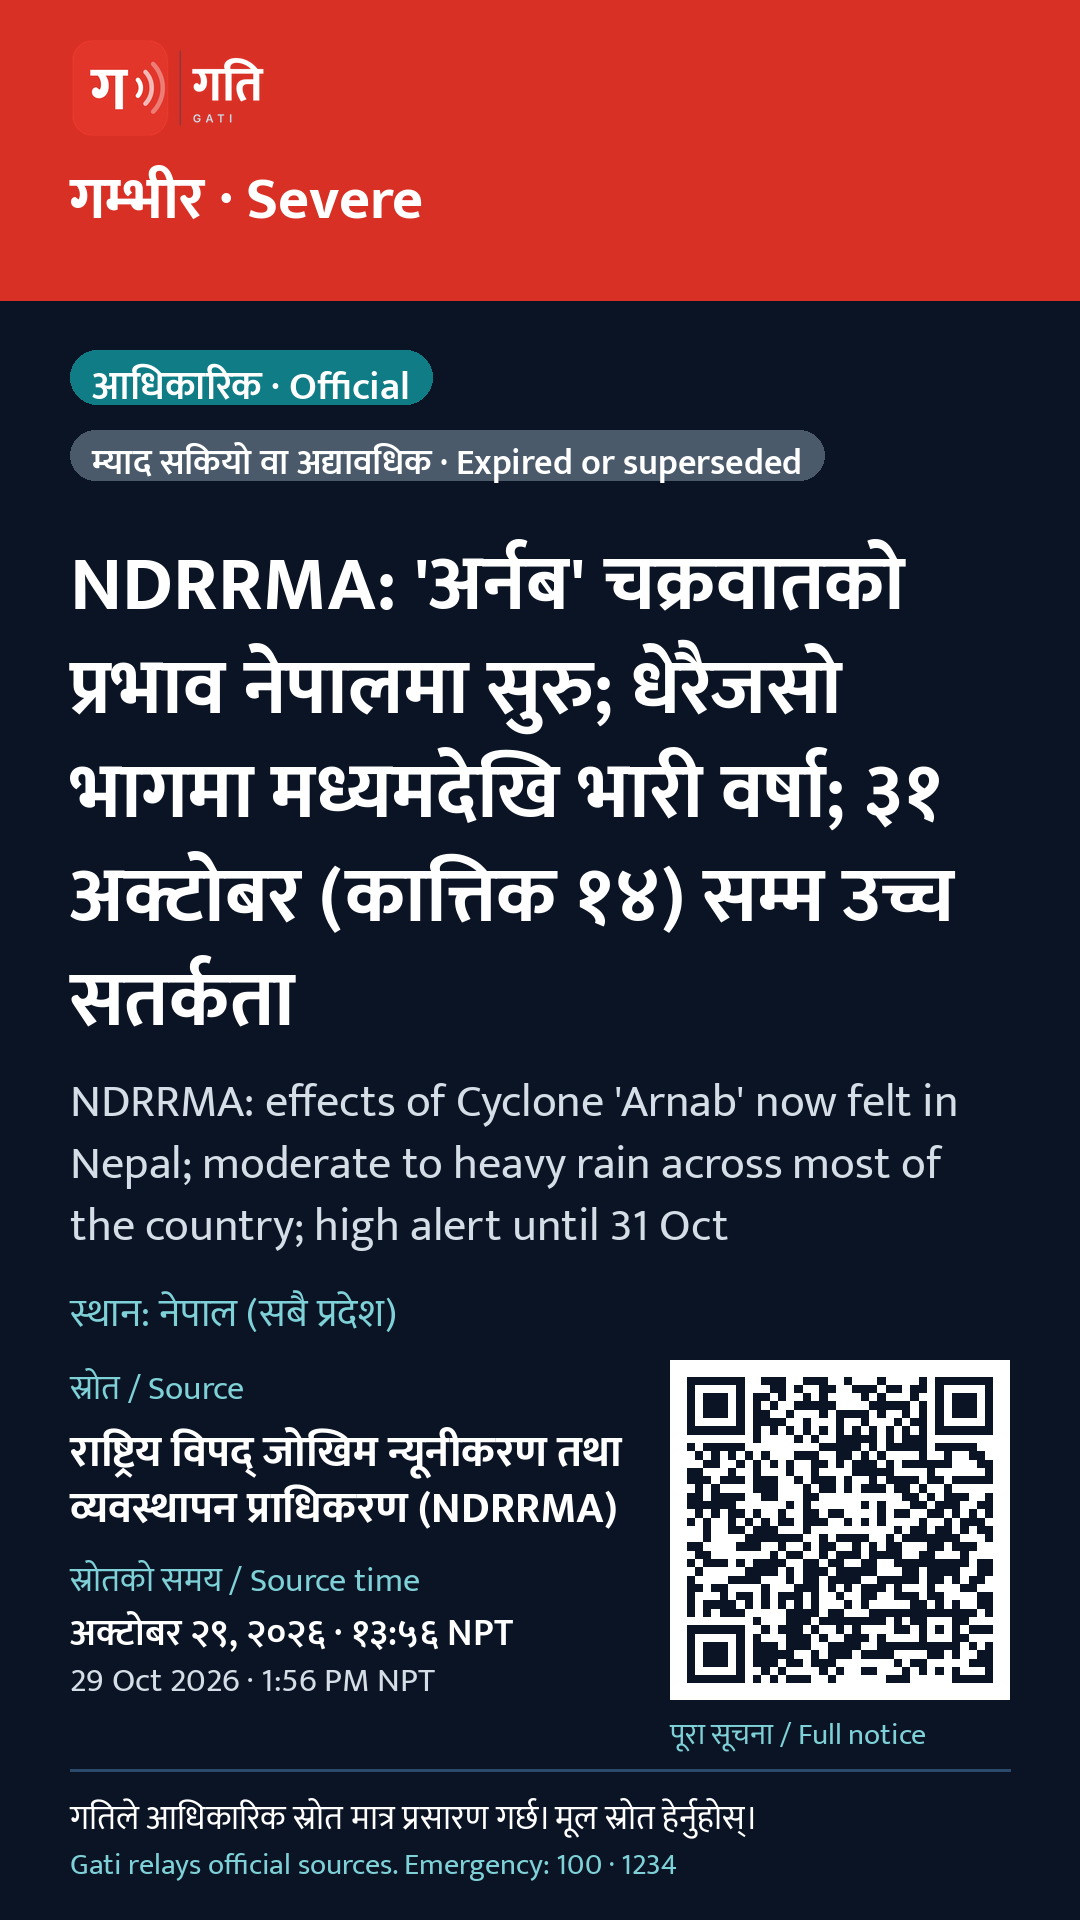 ग
गति
GATI
गम्भीर · Severe
आधिकारिक · Official
म्याद सकियो वा अद्यावधिक · Expired or superseded
NDRRMA: 'अर्नब' चक्रवातको
प्रभाव नेपालमा सुरु; धेरैजसो
भागमा मध्यमदेखि भारी वर्षा; ३१
अक्टोबर (कात्तिक १४) सम्म उच्च
सतर्कता
NDRRMA: effects of Cyclone 'Arnab' now felt in
Nepal; moderate to heavy rain across most of
the country; high alert until 31 Oct
स्थान: नेपाल (सबै प्रदेश)
स्रोत / Source
राष्ट्रिय विपद् जोखिम न्यूनीकरण तथा
व्यवस्थापन प्राधिकरण (NDRRMA)
स्रोतको समय / Source time
अक्टोबर २९, २०२६ · १३:५६ NPT
29 Oct 2026 · 1:56 PM NPT
पूरा सूचना / Full notice
गतिले आधिकारिक स्रोत मात्र प्रसारण गर्छ। मूल स्रोत हेर्नुहोस्।
Gati relays official sources. Emergency: 100 · 1234